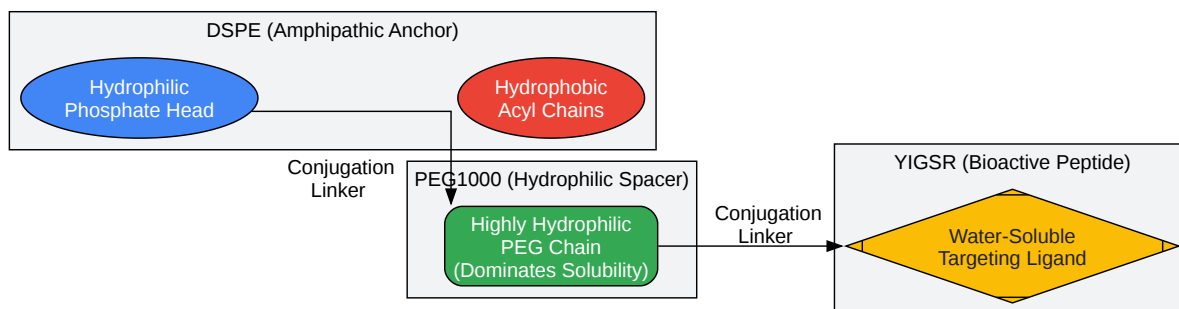 DSPE (Amphipathic Anchor)
Hydrophilic
Phosphate Head
Hydrophobic
Acyl Chains
Conjugation
Linker
PEG1000 (Hydrophilic Spacer)
Highly Hydrophilic
PEG Chain
(Dominates Solubility)
Conjugation
Linker
YIGSR (Bioactive Peptide)
Water-Soluble
Targeting Ligand